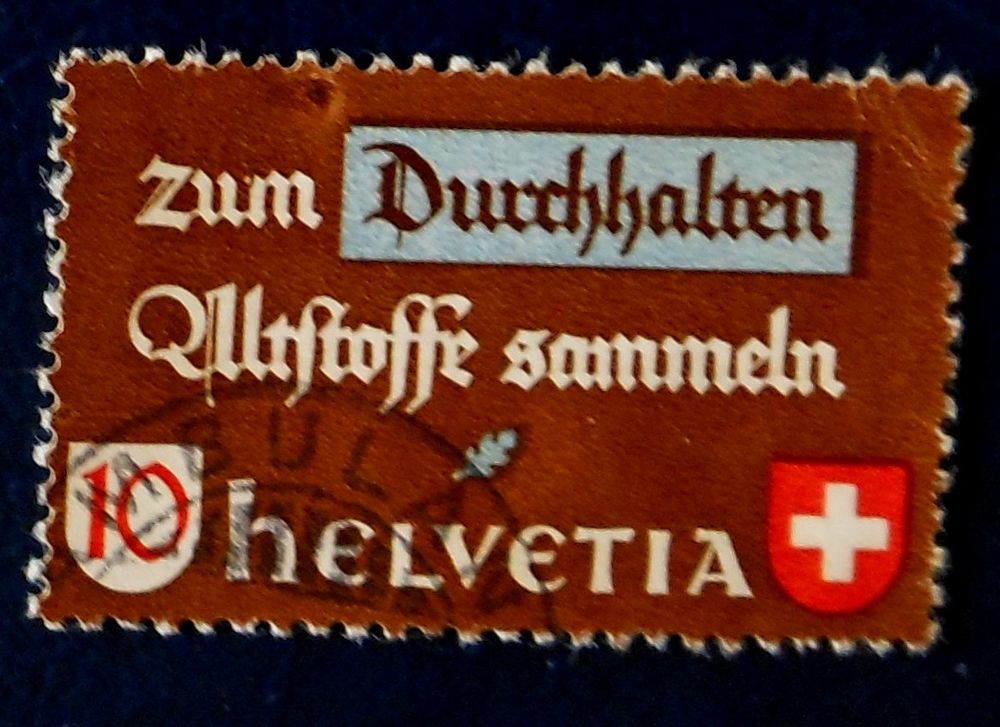 zum Durchhalten
Altstoffe sammeln
10 hELVETIA